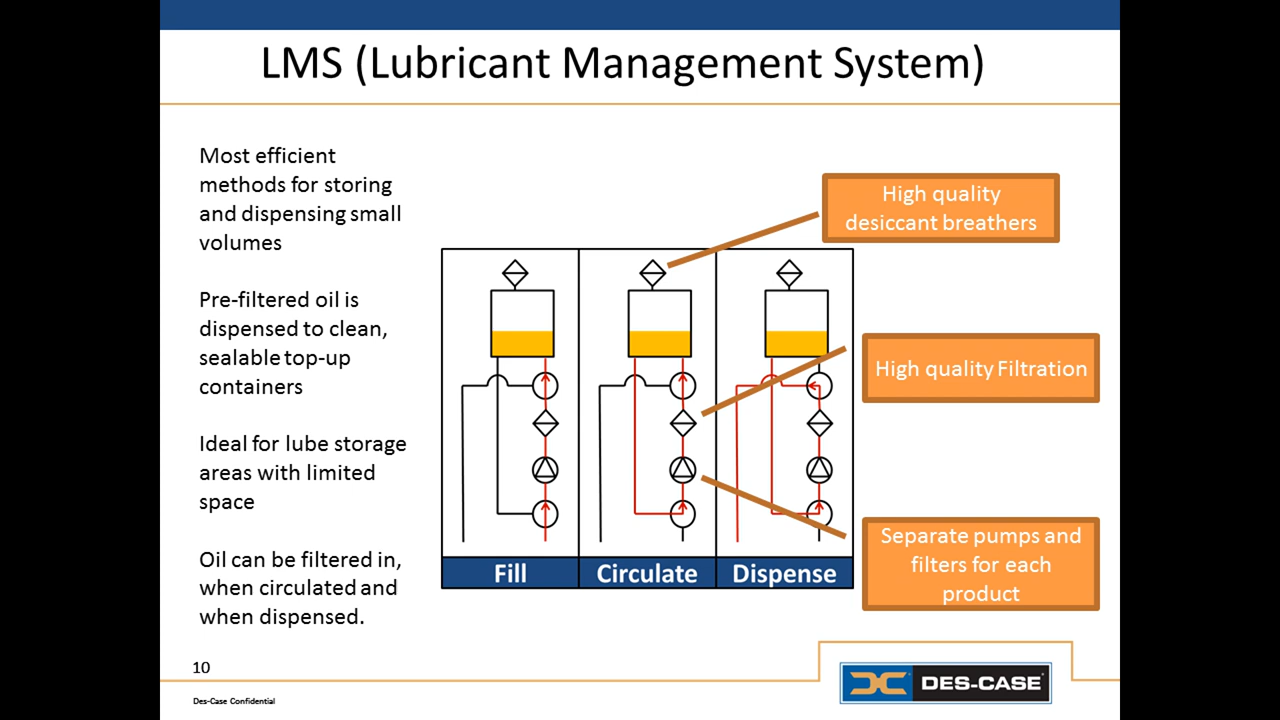 LMS (Lubricant Management System)
Most efficient
methods for storing
and dispensing small
volumes
Pre-filtered oil is
dispensed to clean,
sealable top-up
containers
Ideal for lube storage
areas with limited
space
Oil can be filtered in,
when circulated and
when dispensed.
High quality
desiccant breathers
High quality Filtration
Separate pumps and
filters for each
product
Fill
Circulate
Dispense
10
Des-Case Confidential
DES-CASE